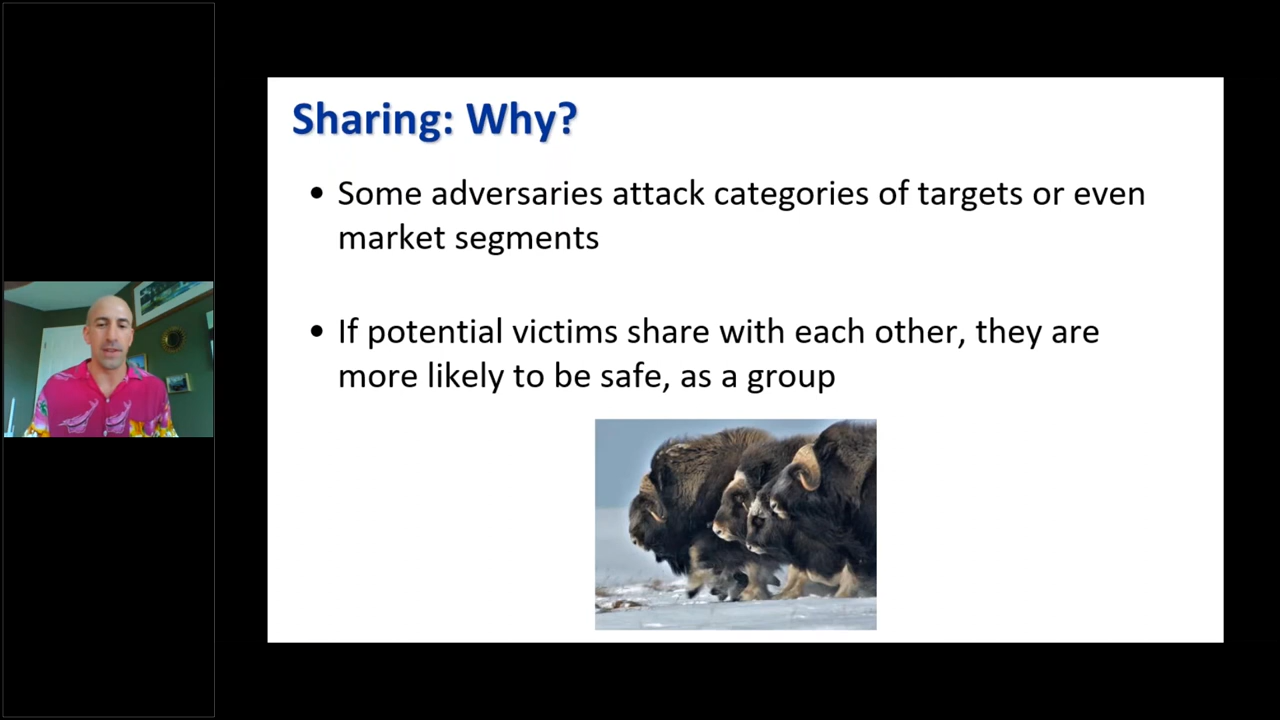 Sharing: Why?
• Some adversaries attack categories of targets or even
market segments
• If potential victims share with each other, they are
more likely to be safe, as a group